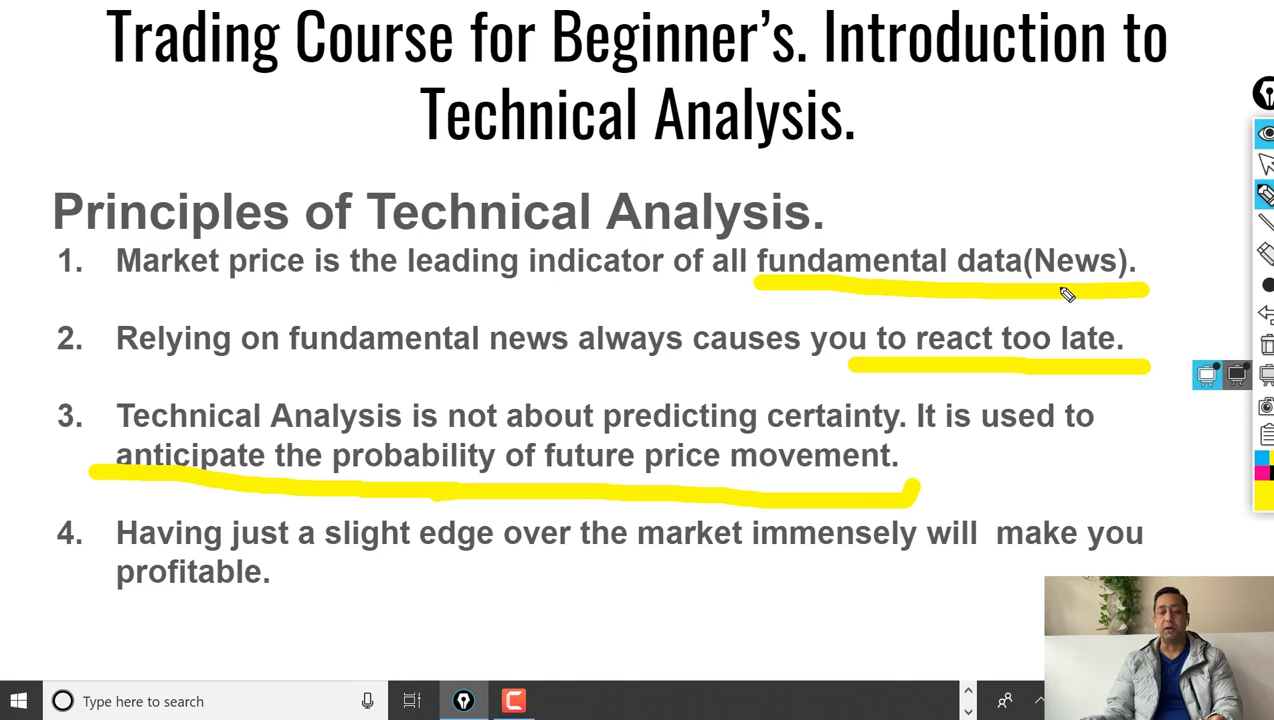 Trading Course for Beginner’s. Introduction to
Technical Analysis.
Principles of Technical Analysis.
1. Market price is the leading indicator of all fundamental data(News).
2. Relying on fundamental news always causes you to react too late.
3. Technical Analysis is not about predicting certainty. It is used to
anticipate the probability of future price movement.
4. Having just a slight edge over the market immensely will  make you
profitable.
Type here to search